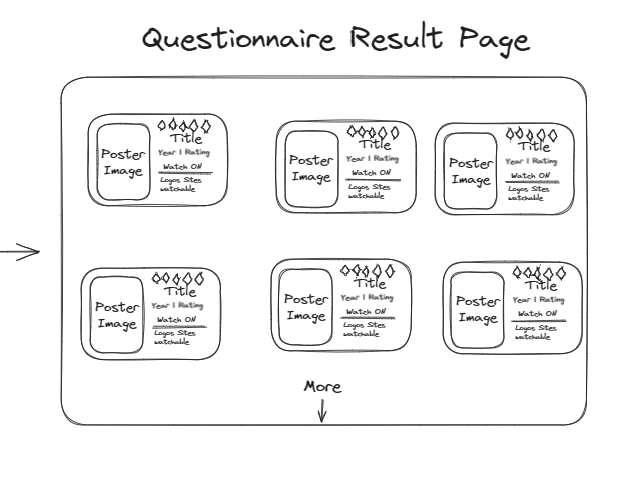 Questionnaire Result Page
Title
Year | Rating
Watch ON
Logos Sites
watchable
Poster
Image
Title
Year | Rating
Watch ON
Logos Sites
watchable
Poster
Image
Title
Year | Rating
Watch ON
Logos Sites
watchable
Poster
Image
Title
Year | Rating
Watch ON
Logos Sites
watchable
Poster
Image
Title
Year | Rating
Watch ON
Logos Sites
watchable
Poster
Image
Title
Year | Rating
Watch ON
Logos Sites
watchable
Poster
Image
More